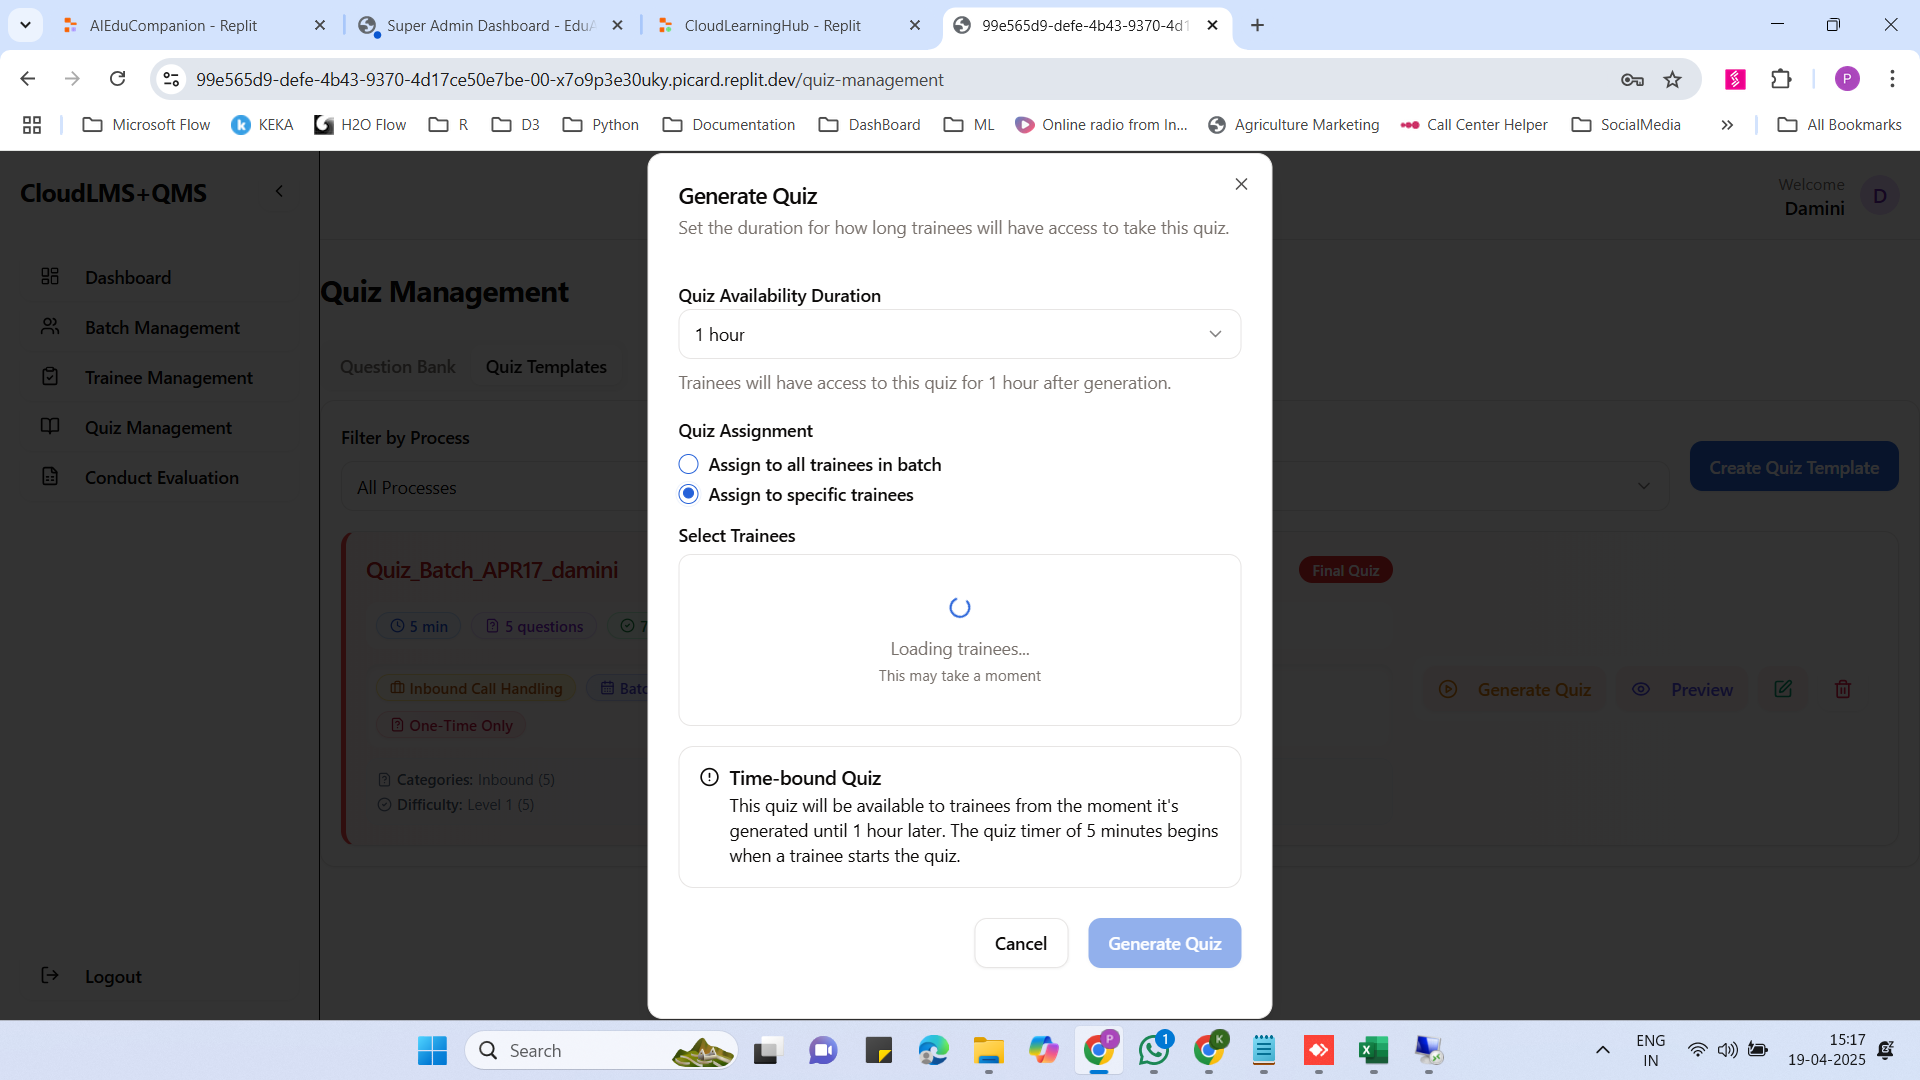 AIEduCompanion - Replit
Super Admin Dashboard - EduA
CloudLearningHub - Replit
99e565d9-defe-4b43-9370-4d1
99e565d9-defe-4b43-9370-4d17ce50e7be-00-x7o9p3e30uky.picard.replit.dev/quiz-management
P
Microsoft Flow
KEKA
H2O Flow
R
D3
Python
Documentation
DashBoard
ML
Online radio from In...
Agriculture Marketing
Call Center Helper
SocialMedia
All Bookmarks
CloudLMS+QMS
Welcome
Damini
D
Dashboard
Batch Management
Trainee Management
Quiz Management
Conduct Evaluation
Logout
Quiz Management
Question Bank
Quiz Templates
Filter by Process
All Processes
Create Quiz Template
Quiz_Batch_APR17_damini
Final Quiz
5 min
5 questions
7
Inbound Call Handling
Batc
One-Time Only
Categories: Inbound (5)
Difficulty: Level 1 (5)
Generate Quiz
Preview
Generate Quiz
Set the duration for how long trainees will have access to take this quiz.
Quiz Availability Duration
1 hour
Trainees will have access to this quiz for 1 hour after generation.
Quiz Assignment
Assign to all trainees in batch
Assign to specific trainees
Select Trainees
Loading trainees...
This may take a moment
Time-bound Quiz
This quiz will be available to trainees from the moment it's
generated until 1 hour later. The quiz timer of 5 minutes begins
when a trainee starts the quiz.
Cancel
Generate Quiz
Search
P
1
K
ENG
IN
15:17
19-04-2025